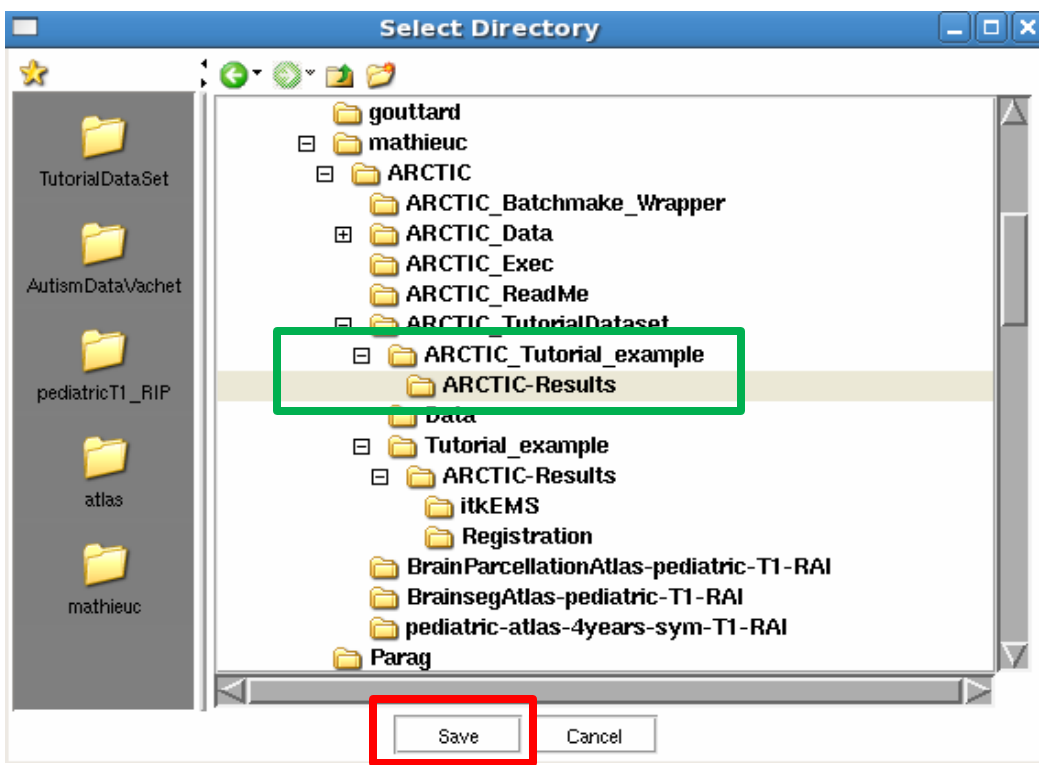 Select Directory
TutorialDataSet
AutismDataVachet
pediatricT1_RIP
atlas
mathieuc
gouttard
mathieuc
ARCTIC
ARCTIC_Batchmake_Wrapper
ARCTIC_Data
ARCTIC_Exec
ARCTIC_ReadMe
ARCTIC_TutorialDataset
ARCTIC_Tutorial_example
ARCTIC-Results
Data
Tutorial_example
ARCTIC-Results
itkEMS
Registration
BrainParcellationAtlas-pediatric-T1-RAI
BrainsegAtlas-pediatric-T1-RAI
pediatric-atlas-4years-sym-T1-RAI
Parag
Save Cancel